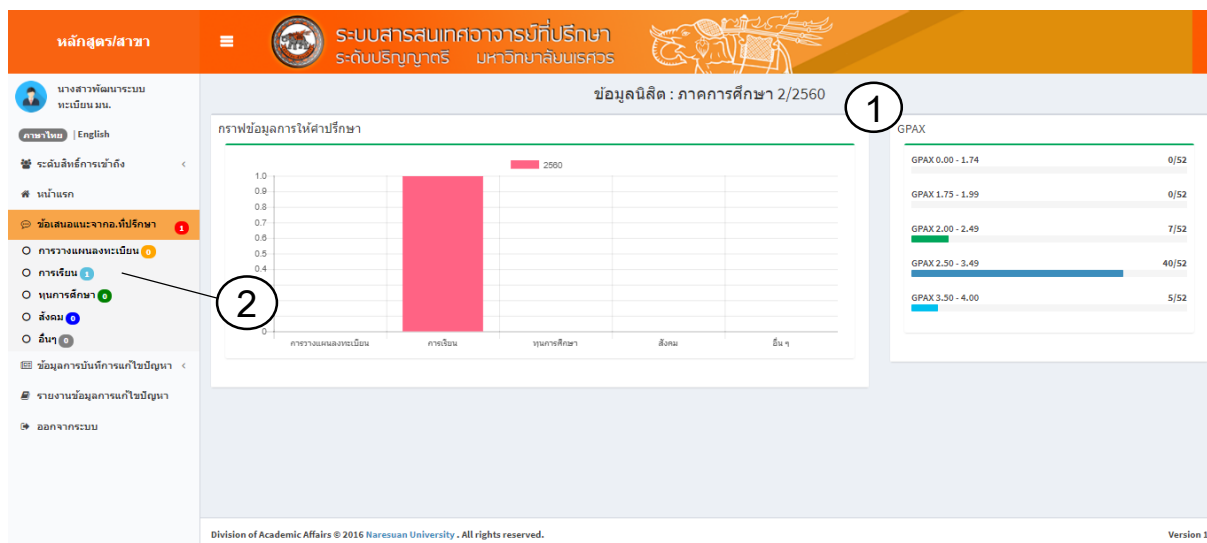 หลักสูตร/สาขา
ระบบสารสนเทศอาจารย์ที่ปรึกษา
ระดับปริญญาตรี มหาวิทยาลัยนเรศวร
นางสาวพัฒนาระบบ
ทะเบียน มน.
ภาษาไทย | English
ระดับสิทธิ์การเข้าถึง
หน้าแรก
ข้อเสนอแนะจากอ.ที่ปรึกษา 1
การวางแผนลงทะเบียน 0
การเรียน 1
ทุนการศึกษา 0
สังคม 0
อื่นๆ 0
ข้อมูลการบันทึกการแก้ไขปัญหา
รายงานข้อมูลการแก้ไขปัญหา
ออกจากระบบ
ข้อมูลนิสิต : ภาคการศึกษา 2/2560
1
กราฟข้อมูลการให้คำปรึกษา
2560
1.0
0.9
0.8
0.7
0.6
0.5
0.4
0
2
การวางแผนลงทะเบียน การเรียน ทุนการศึกษา สังคม อื่น ๆ
GPAX
GPAX 0.00 - 1.74 0/52
GPAX 1.75 - 1.99 0/52
GPAX 2.00 - 2.49 7/52
GPAX 2.50 - 3.49 40/52
GPAX 3.50 - 4.00 5/52
Division of Academic Affairs © 2016 Naresuan University . All rights reserved.
Version 1